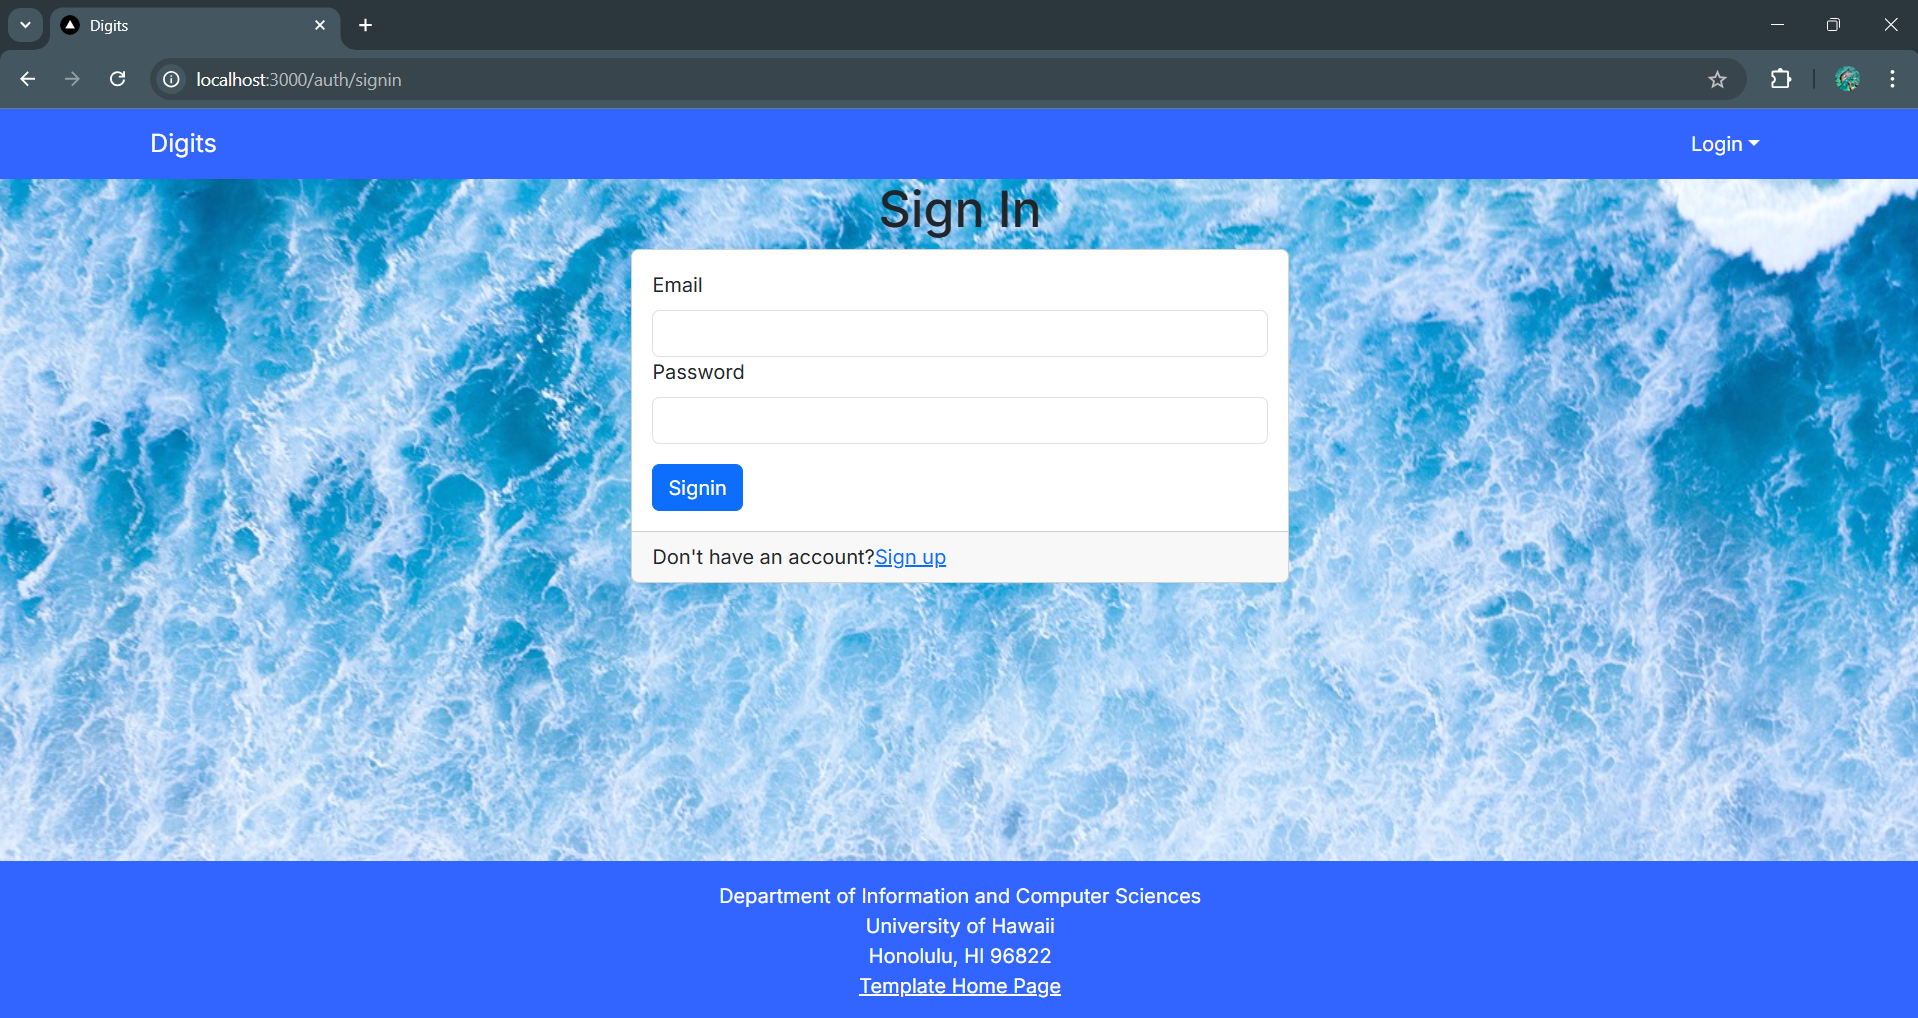 Digits
localhost:3000/auth/signin
Digits
Login
Sign In
Email
Password
Signin
Don't have an account?Sign up
Department of Information and Computer Sciences
University of Hawaii
Honolulu, HI 96822
Template Home Page